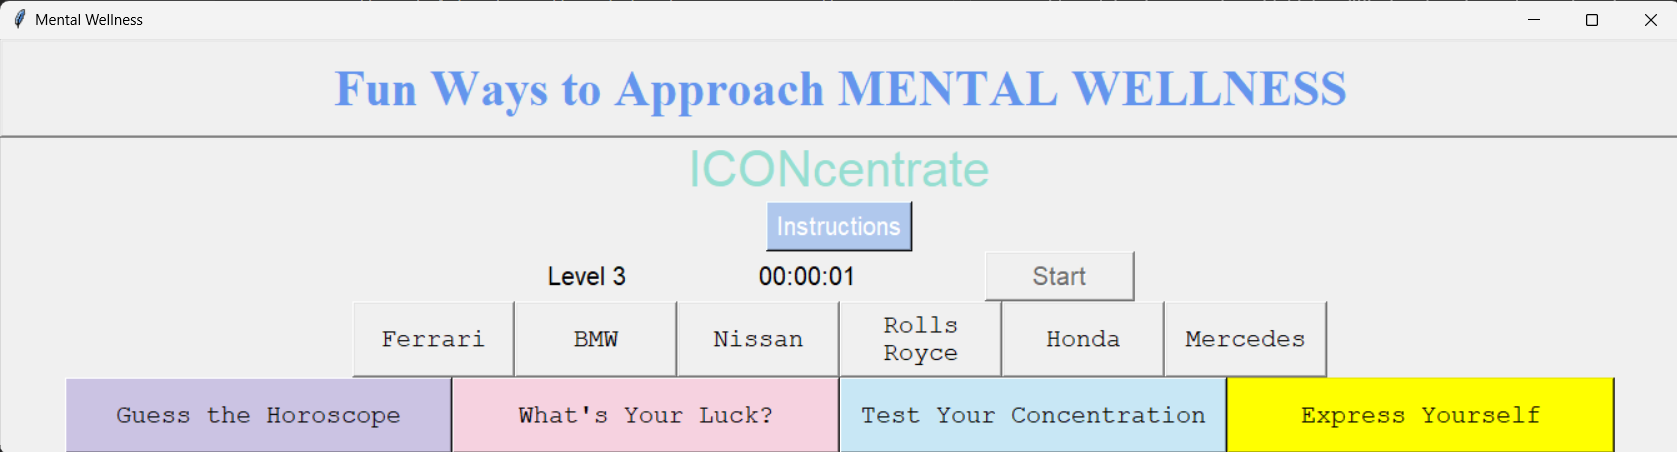 Mental Wellness
Fun Ways to Approach MENTAL WELLNESS
ICONcentrate
Instructions
Level 3 00:00:01 Start
Ferrari BMW Nissan Rolls Royce Honda Mercedes
Guess the Horoscope What's Your Luck? Test Your Concentration Express Yourself